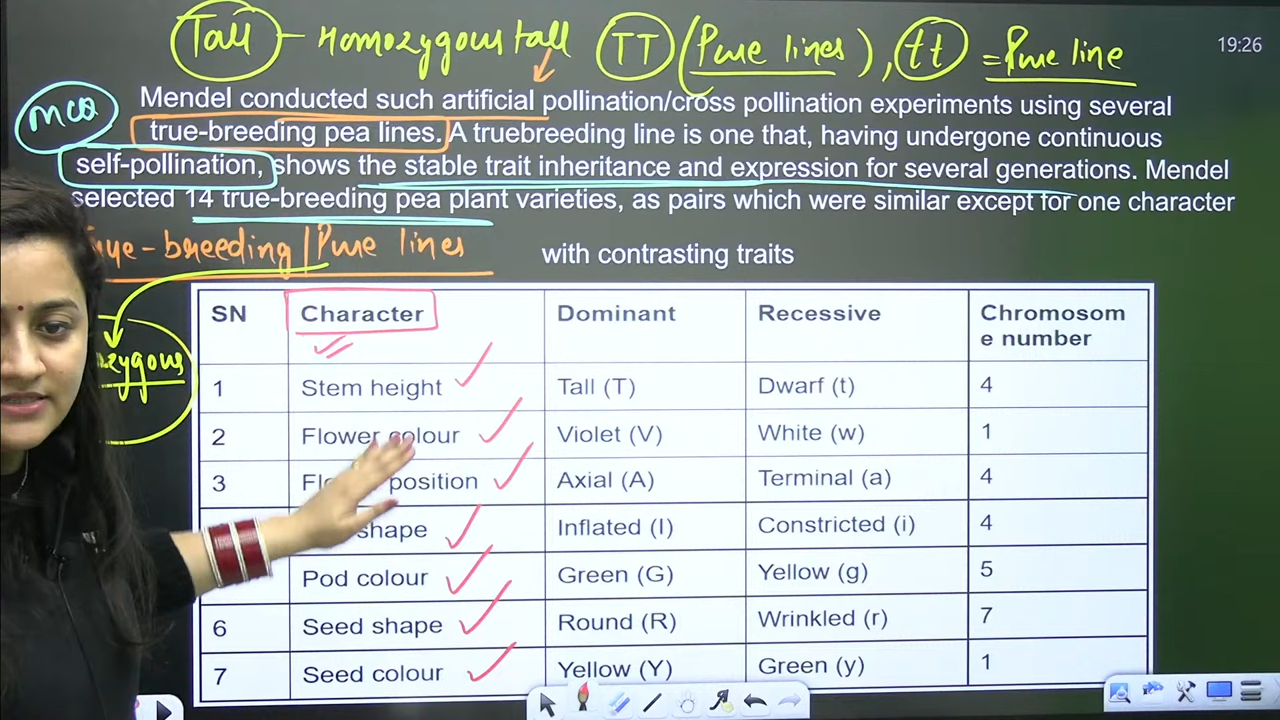 Tall - Homozygous tall TT (Pure lines), tt = Pure line
19:26
MCQ
Mendel conducted such artificial pollination/cross pollination experiments using several
true-breeding pea lines. A truebreeding line is one that, having undergone continuous
self-pollination, shows the stable trait inheritance and expression for several generations. Mendel
selected 14 true-breeding pea plant varieties, as pairs which were similar except for one character
with contrasting traits
-breeding / Pure lines
zygous
SN Character Dominant Recessive Chromosom
e number
1 Stem height Tall (T) Dwarf (t) 4
2 Flower colour Violet (V) White (w) 1
3 position Axial (A) Terminal (a) 4
shape Inflated (I) Constricted (i) 4
Pod colour Green (G) Yellow (g) 5
6 Seed shape Round (R) Wrinkled (r) 7
7 Seed colour Yellow (Y) Green (y) 1